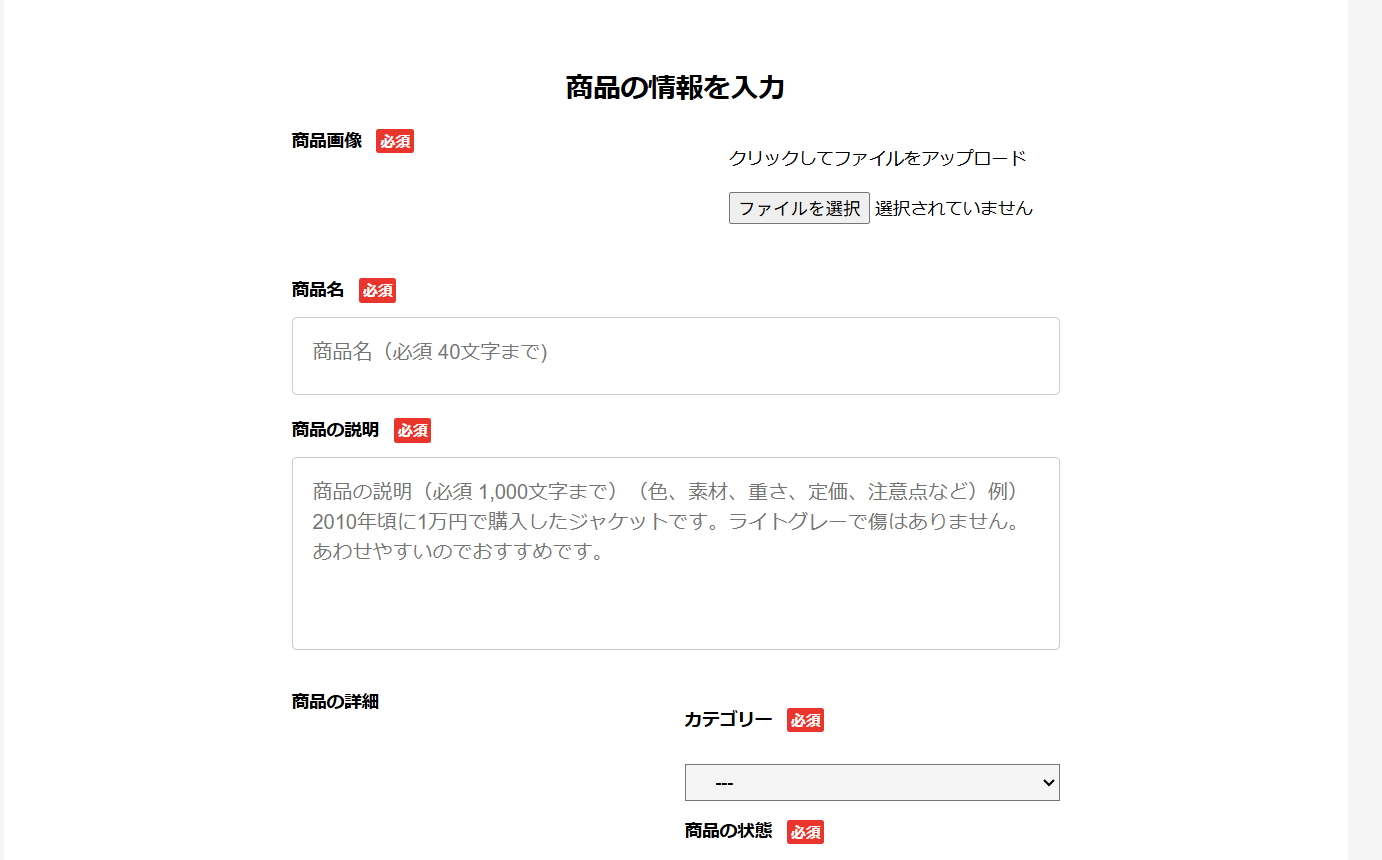 商品の情報を入力
商品画像 必須
クリックしてファイルをアップロード
ファイルを選択 選択されていません
商品名 必須
商品名（必須 40文字まで)
商品の説明 必須
商品の説明（必須 1,000文字まで）（色、素材、重さ、定価、注意点など）例）
2010年頃に1万円で購入したジャケットです。ライトグレーで傷はありません。
あわせやすいのでおすすめです。
商品の詳細
カテゴリー 必須
---
商品の状態 必須